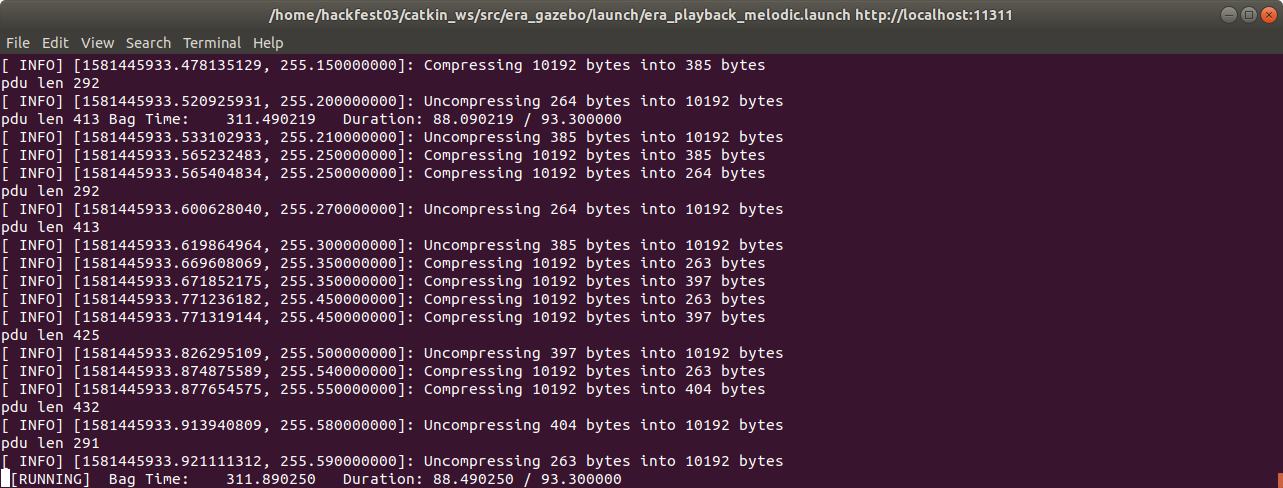 /home/hackfest03/catkin_ws/src/era_gazebo/launch/era_playback_melodic.launch http://localhost:11311
File Edit View Search Terminal Help
[ INFO] [1581445933.478135129, 255.150000000]: Compressing 10192 bytes into 385 bytes
pdu len 292
[ INFO] [1581445933.520925931, 255.200000000]: Uncompressing 264 bytes into 10192 bytes
pdu len 413 Bag Time:    311.490219   Duration: 88.090219 / 93.300000
[ INFO] [1581445933.533102933, 255.210000000]: Uncompressing 385 bytes into 10192 bytes
[ INFO] [1581445933.565232483, 255.250000000]: Compressing 10192 bytes into 385 bytes
[ INFO] [1581445933.565404834, 255.250000000]: Compressing 10192 bytes into 264 bytes
pdu len 292
[ INFO] [1581445933.600628040, 255.270000000]: Uncompressing 264 bytes into 10192 bytes
pdu len 413
[ INFO] [1581445933.619864964, 255.300000000]: Uncompressing 385 bytes into 10192 bytes
[ INFO] [1581445933.669608069, 255.350000000]: Compressing 10192 bytes into 263 bytes
[ INFO] [1581445933.671852175, 255.350000000]: Compressing 10192 bytes into 397 bytes
[ INFO] [1581445933.771236182, 255.450000000]: Compressing 10192 bytes into 263 bytes
[ INFO] [1581445933.771319144, 255.450000000]: Compressing 10192 bytes into 397 bytes
pdu len 425
[ INFO] [1581445933.826295109, 255.500000000]: Uncompressing 397 bytes into 10192 bytes
[ INFO] [1581445933.874875589, 255.540000000]: Compressing 10192 bytes into 263 bytes
[ INFO] [1581445933.877654575, 255.550000000]: Compressing 10192 bytes into 404 bytes
pdu len 432
[ INFO] [1581445933.913940809, 255.580000000]: Uncompressing 404 bytes into 10192 bytes
pdu len 291
[ INFO] [1581445933.921111312, 255.590000000]: Uncompressing 263 bytes into 10192 bytes
[RUNNING]  Bag Time:    311.890250   Duration: 88.490250 / 93.300000